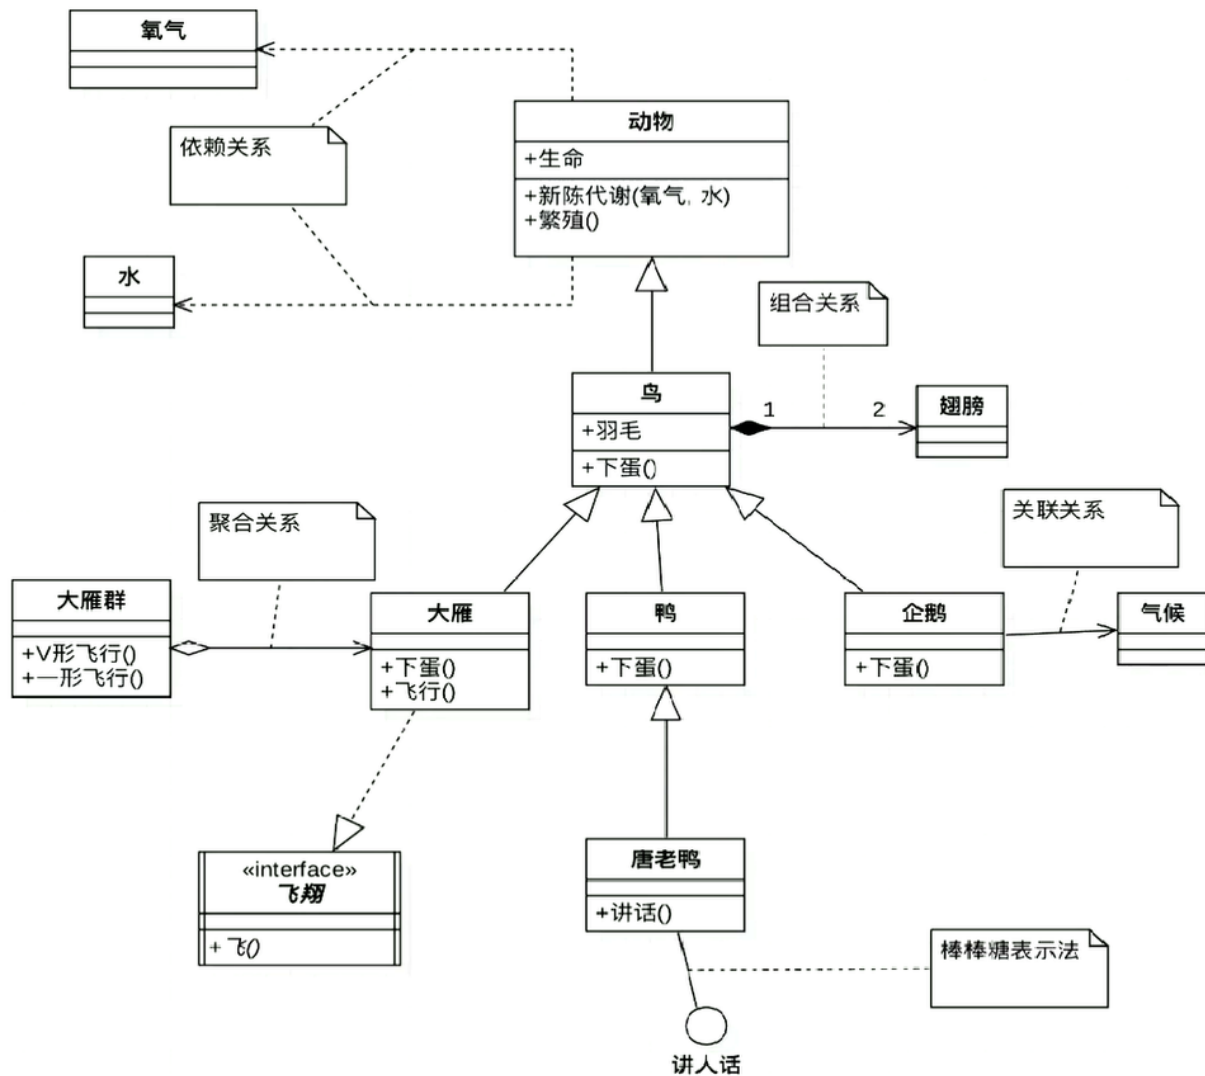 氧气
动物
+生命
+新陈代谢(氧气, 水)
+繁殖()
依赖关系
水
组合关系
鸟
+羽毛
+下蛋()
1
2
翅膀
聚合关系
关联关系
大雁群
+V形飞行()
+一形飞行()
大雁
+下蛋()
+飞行()
鸭
+下蛋()
企鹅
+下蛋()
气候
«interface»
飞翔
+飞()
唐老鸭
+讲话()
棒棒糖表示法
讲人话